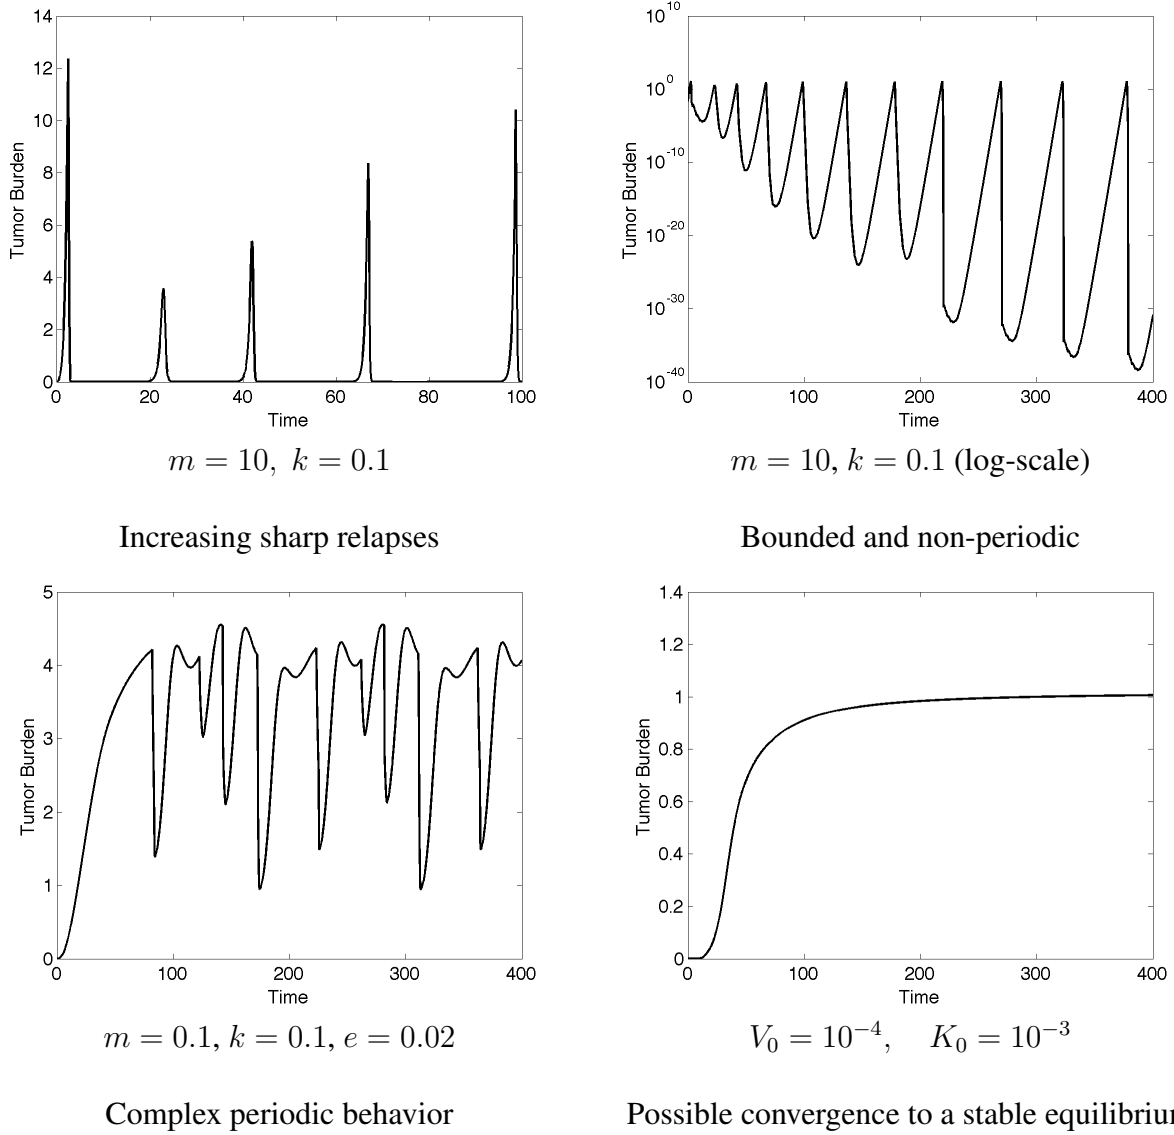 14
12
10
8
6
4
2
0
Tumor Burden
0 20 40 60 80 100
Time
m = 10, k = 0.1
Increasing sharp relapses
10^10
10^0
10^-10
10^-20
10^-30
10^-40
Tumor Burden
0 100 200 300 400
Time
m = 10, k = 0.1 (log-scale)
Bounded and non-periodic
5
4
3
2
1
0
Tumor Burden
0 100 200 300 400
Time
m = 0.1, k = 0.1, e = 0.02
Complex periodic behavior
1.4
1.2
1
0.8
0.6
0.4
0.2
0
Tumor Burden
0 100 200 300 400
Time
V₀ = 10⁻⁴, K₀ = 10⁻³
Possible convergence to a stable equilibriu